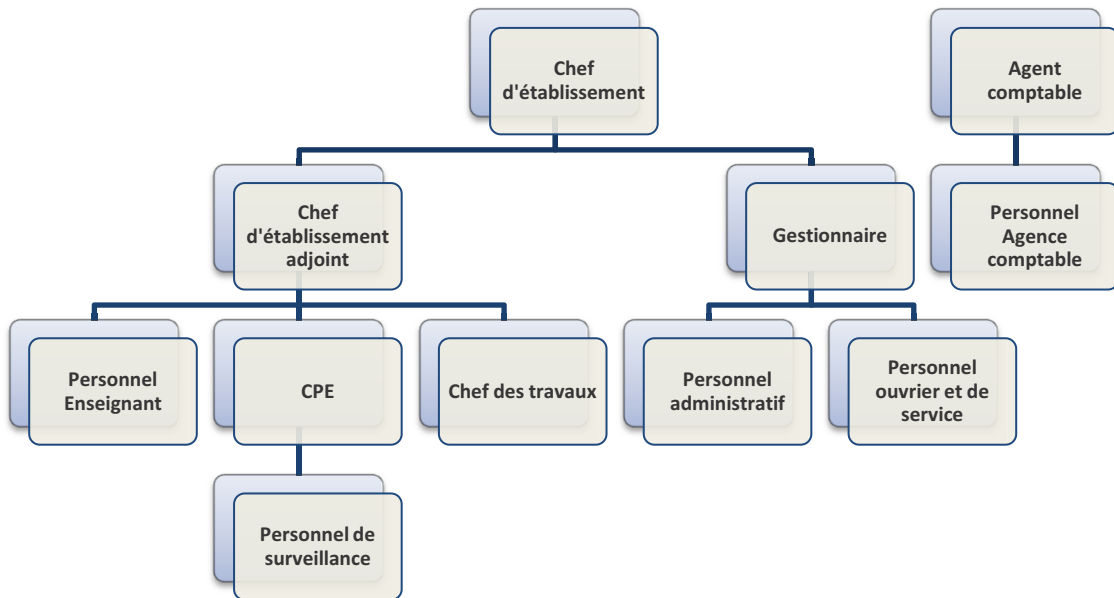 Chef
d'établissement
Agent
comptable
Chef
d'établissement
adjoint
Gestionnaire
Personnel
Agence
comptable
Personnel
Enseignant
CPE
Chef des travaux
Personnel
administratif
Personnel
ouvrier et de
service
Personnel de
surveillance